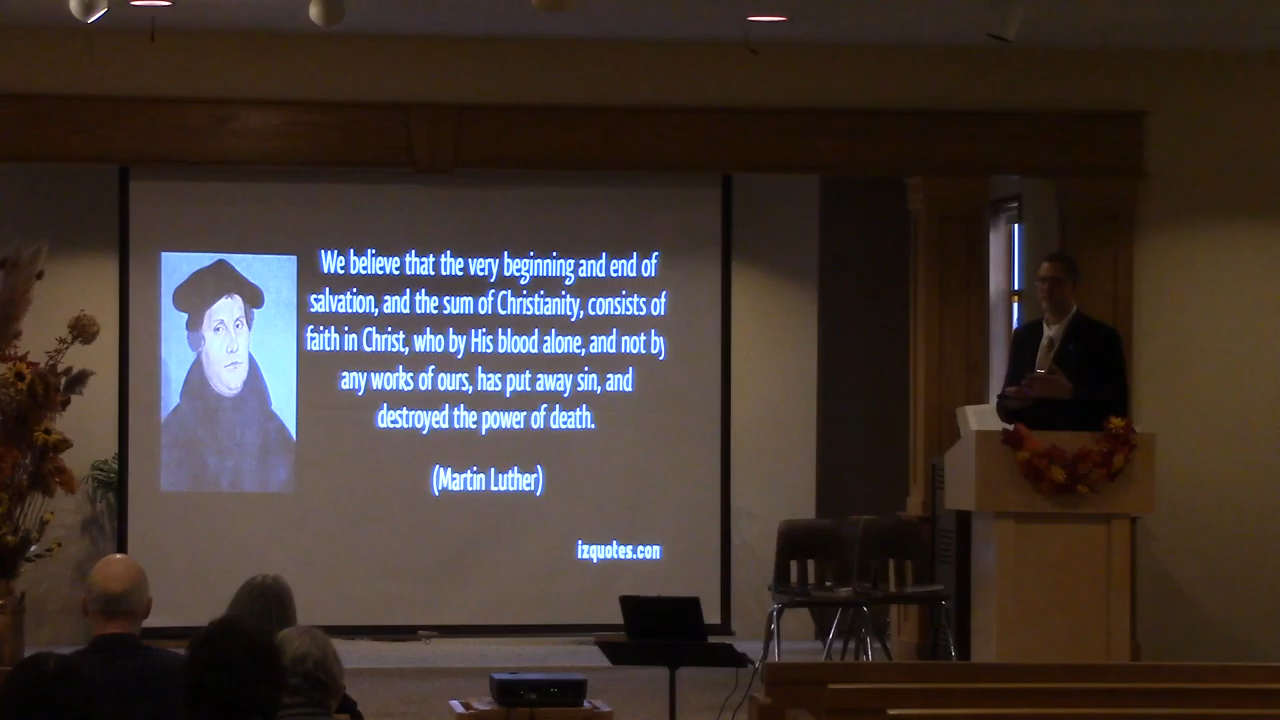 We believe that the very beginning and end of
salvation, and the sum of Christianity, consists of
faith in Christ, who by His blood alone, and not by
any works of ours, has put away sin, and
destroyed the power of death.
(Martin Luther)
izquotes.con